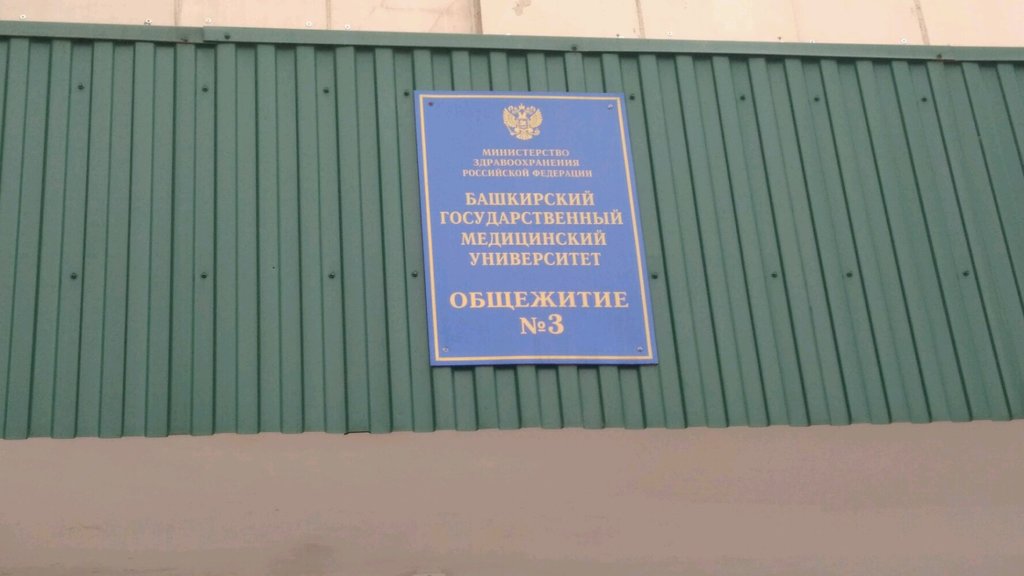 МИНИСТЕРСТВО
ЗДРАВООХРАНЕНИЯ
РОССИЙСКОЙ ФЕДЕРАЦИИ
БАШКИРСКИЙ
ГОСУДАРСТВЕННЫЙ
МЕДИЦИНСКИЙ
УНИВЕРСИТЕТ
ОБЩЕЖИТИЕ
№3